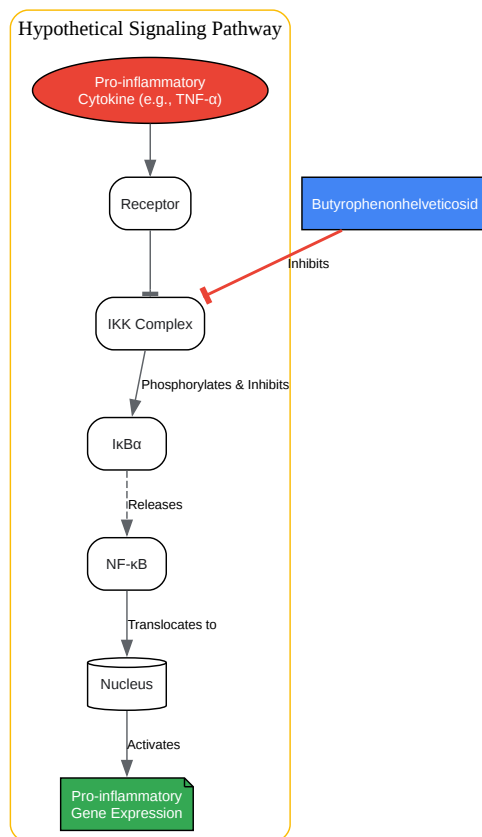 Hypothetical Signaling Pathway
Pro-inflammatory
Cytokine (e.g., TNF-α)
Receptor
Butyrophenonhelveticosid
Inhibits
IKK Complex
Phosphorylates & Inhibits
IκBα
Releases
NF-κB
Translocates to
Nucleus
Activates
Pro-inflammatory
Gene Expression